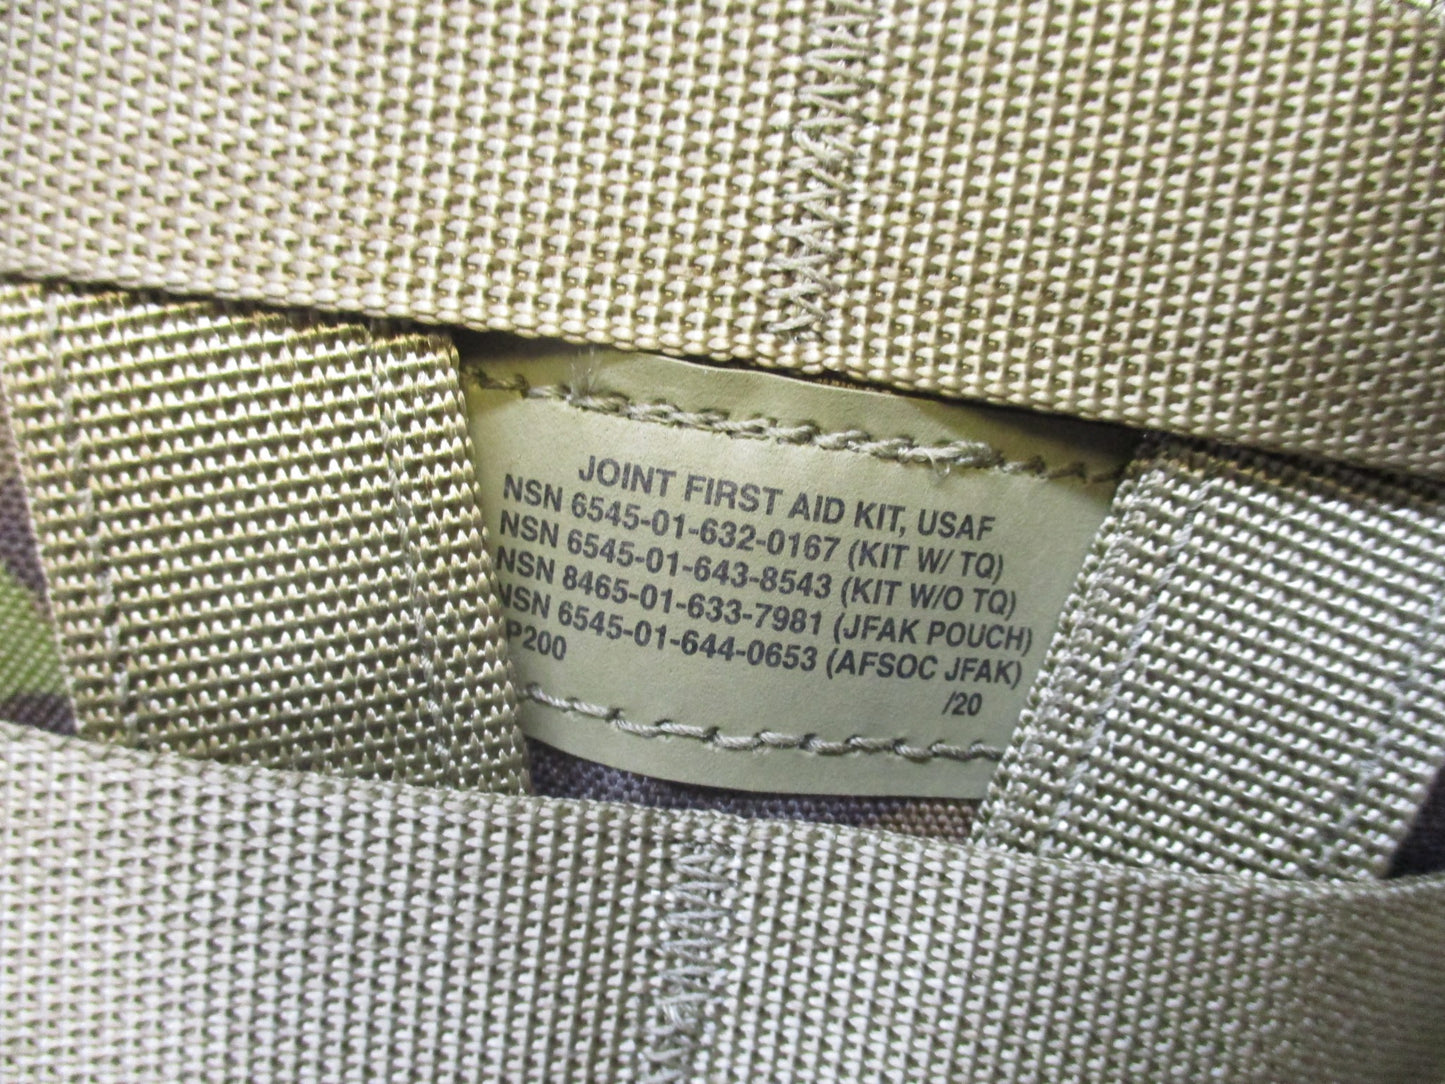 JOINT FIRST AID KIT, USAF
NSN 6545-01-632-0167 (KIT W/ TQ)
NSN 6545-01-643-8543 (KIT W/O TQ)
NSN 8465-01-633-7981 (JFAK POUCH)
NSN 6545-01-644-0653 (AFSOC JFAK)
P200
/20